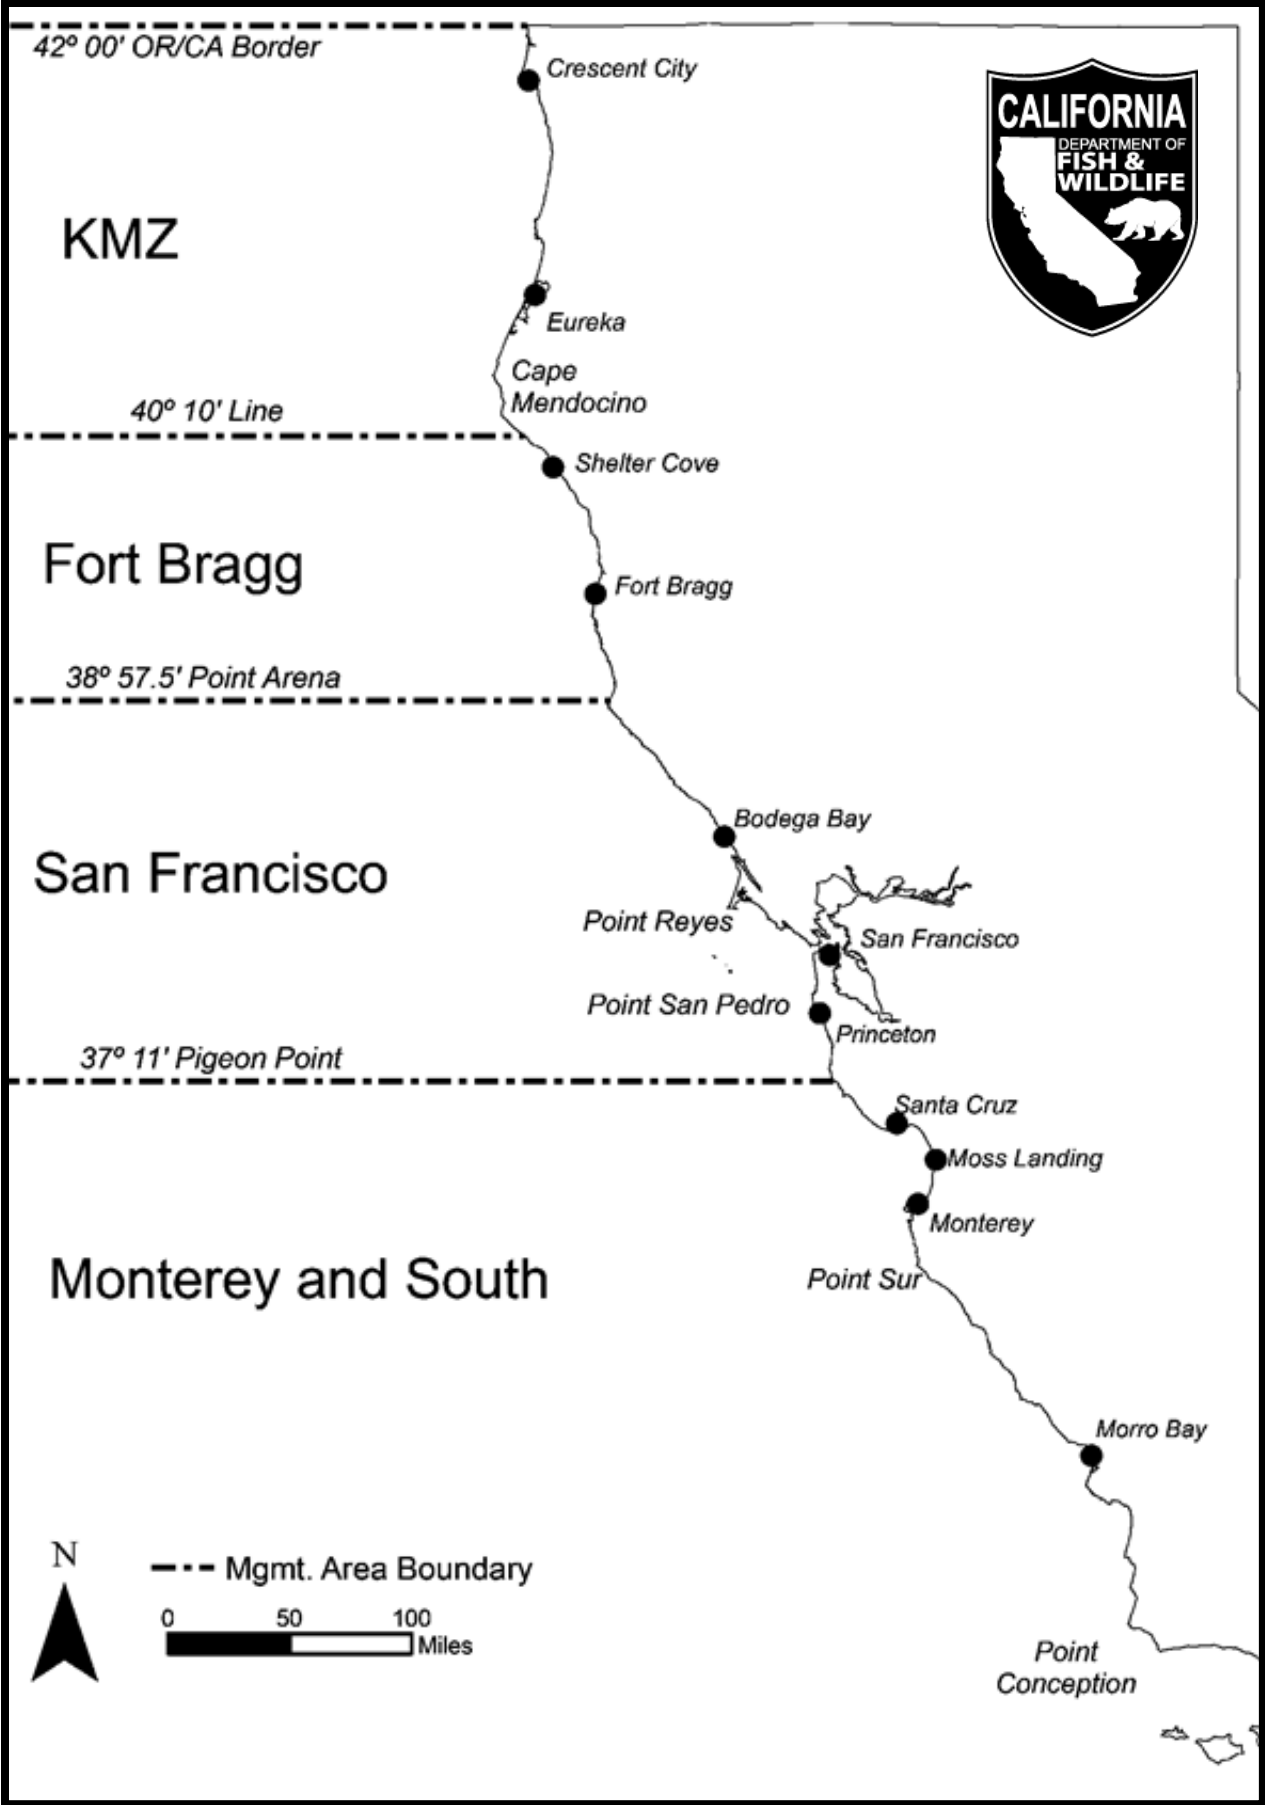 42º 00' OR/CA Border
Crescent City
CALIFORNIA
DEPARTMENT OF
FISH &
WILDLIFE
KMZ
Eureka
Cape
Mendocino
40º 10' Line
Shelter Cove
Fort Bragg
Fort Bragg
38º 57.5' Point Arena
Bodega Bay
San Francisco
Point Reyes
San Francisco
Point San Pedro
Princeton
37º 11' Pigeon Point
Santa Cruz
Moss Landing
Monterey
Monterey and South
Point Sur
Morro Bay
N
Mgmt. Area Boundary
0 50 100
Miles
Point
Conception